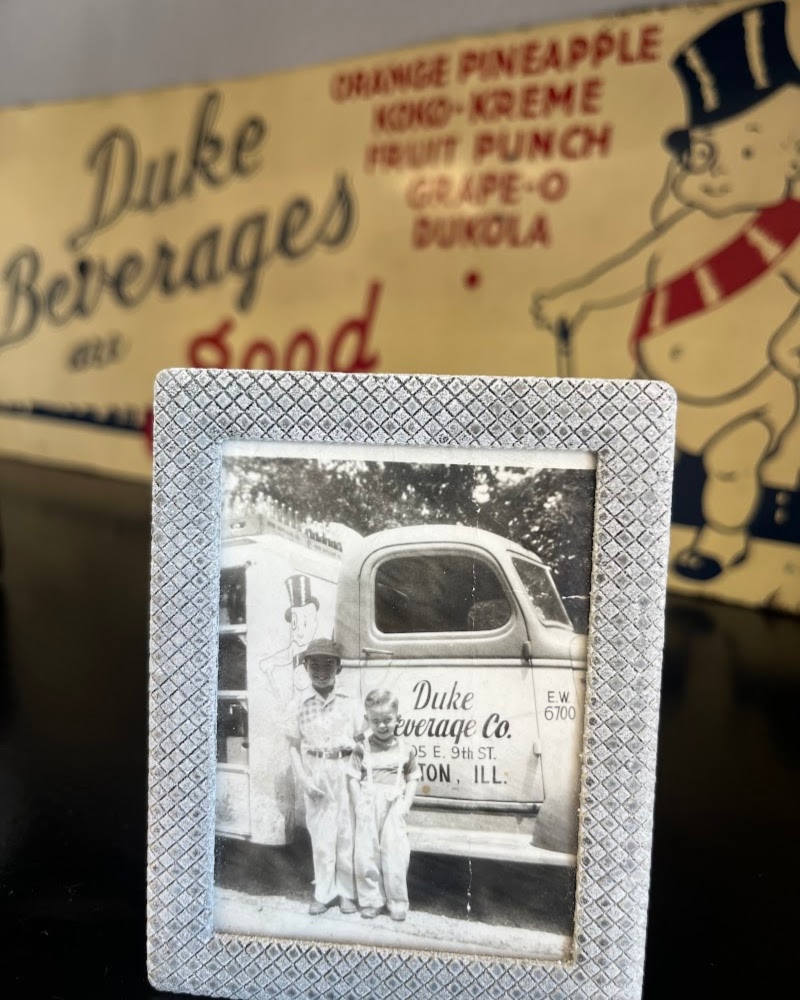 Duke
Beverages
ARE
good
ORANGE PINEAPPLE
KOKO-KREME
FRUIT PUNCH
GRAPE-O
DUKOLA
Duke
everage Co.
05 E. 9th ST.
TON, ILL.
E.W.
6700